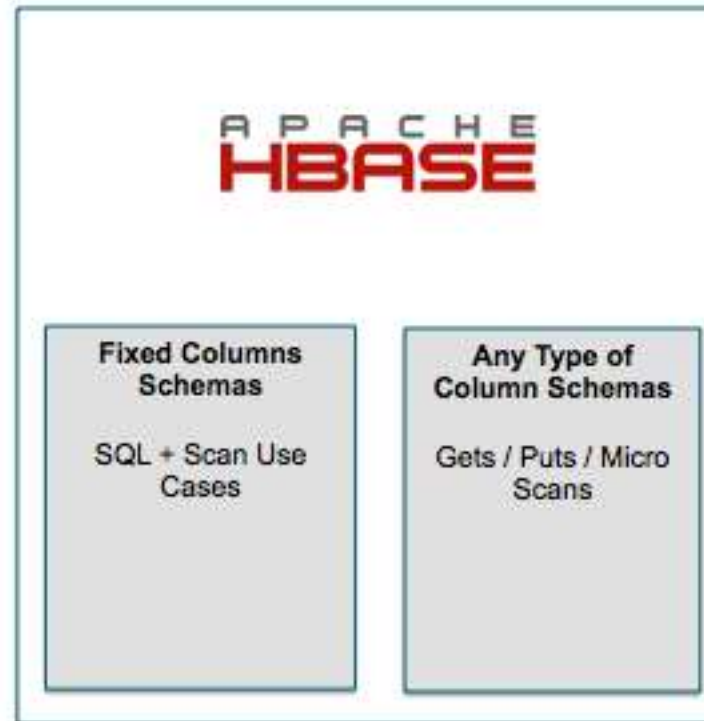 APACHE
HBASE
Fixed Columns
Schemas
SQL + Scan Use
Cases
Any Type of
Column Schemas
Gets / Puts / Micro
Scans